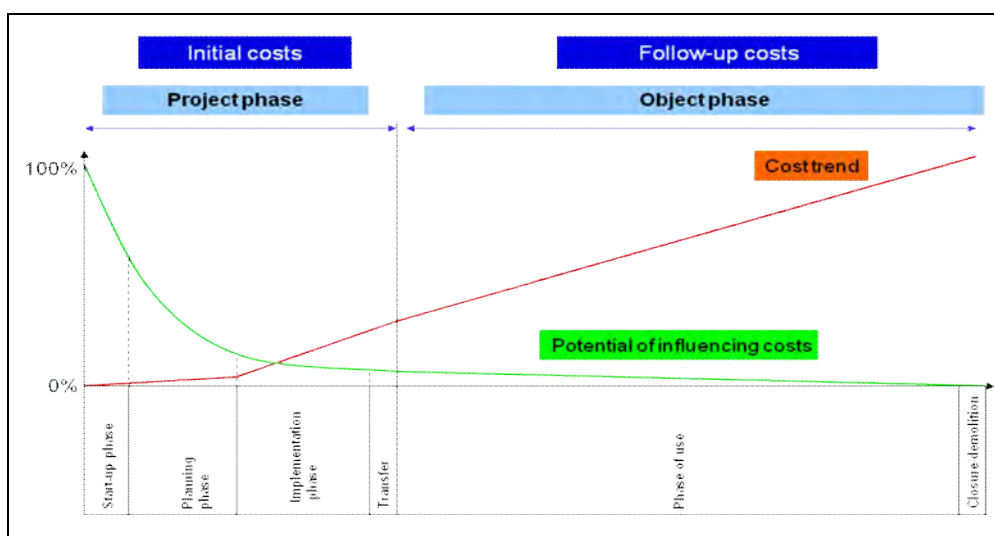 Initial costs
Follow-up costs
Project phase
Object phase
100%
Cost trend
Potential of influencing costs
0%
Start-up phase
Planning
phase
Implementation
phase
Transfer
Phase of use
Closure demolition